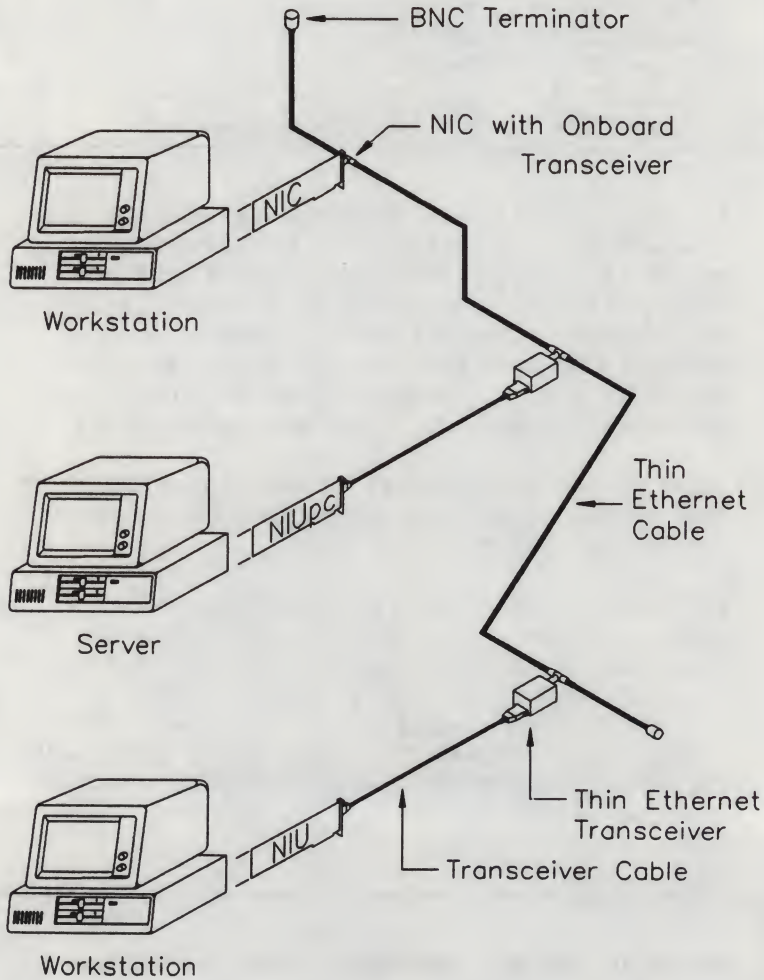 BNC Terminator
NIC with Onboard
Transceiver
NIC
Workstation
NIUpc
Thin
Ethernet
Cable
Server
NIU
Thin Ethernet
Transceiver
Transceiver Cable
Workstation